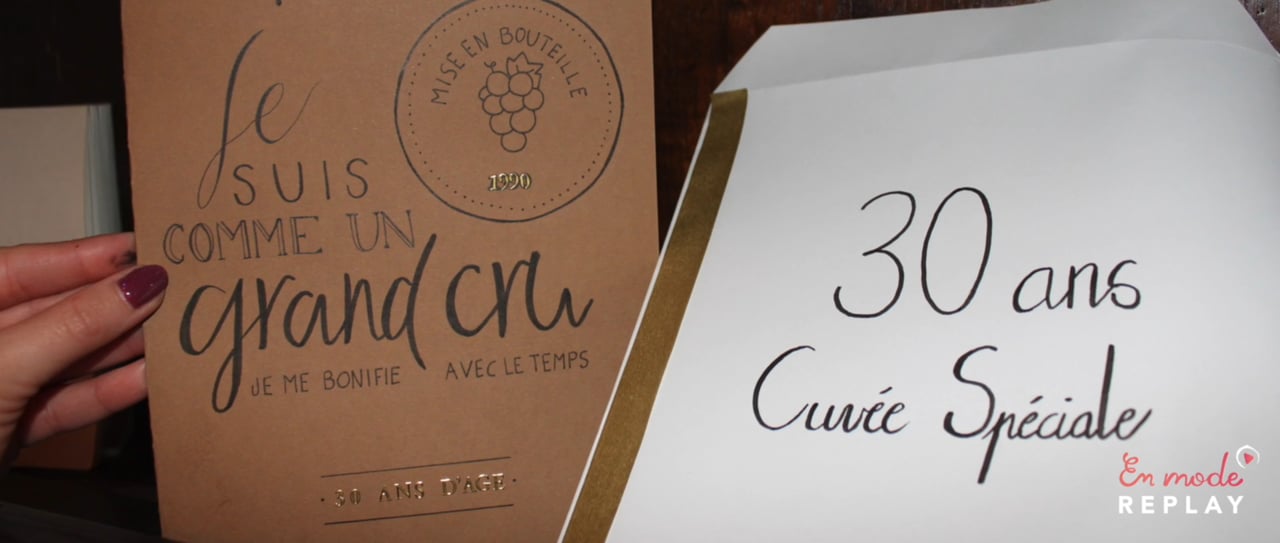 Je
SUIS
COMME UN
grand cru
JE ME BONIFIE AVEC LE TEMPS
MISE EN BOUTEILLE
1990
· 30 ANS D'AGE ·
30 ans
Cuvée Spéciale
En mode
REPLAY